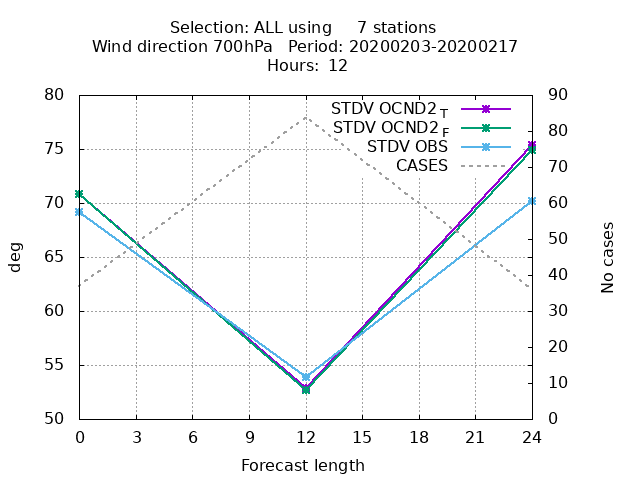 Selection: ALL using     7 stations
Wind direction 700hPa   Period: 20200203-20200217
Hours: 12
STDV OCND2_T
STDV OCND2_F
STDV OBS
CASES
deg
80
75
70
65
60
55
50
90
80
70
60
50
40
30
20
10
0
No cases
0 3 6 9 12 15 18 21 24
Forecast length